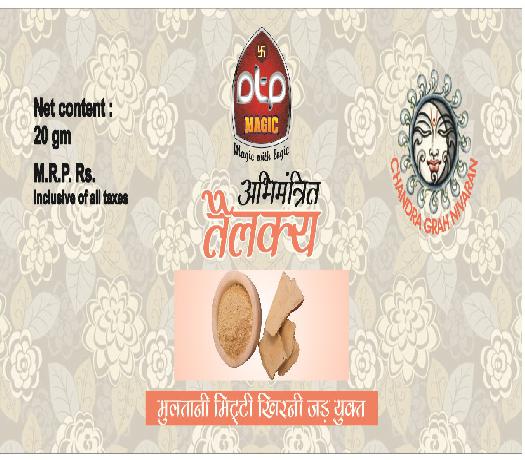 Net content :
20 gm
M.R.P. Rs.
Inclusive of all taxes
OTP
MAGIC
Magic with logic
अभिमंत्रित
तैलक्य
CHANDRA GRAH NIVARAN
मुलतानी मिट्टी खिरनी जड़ युक्त